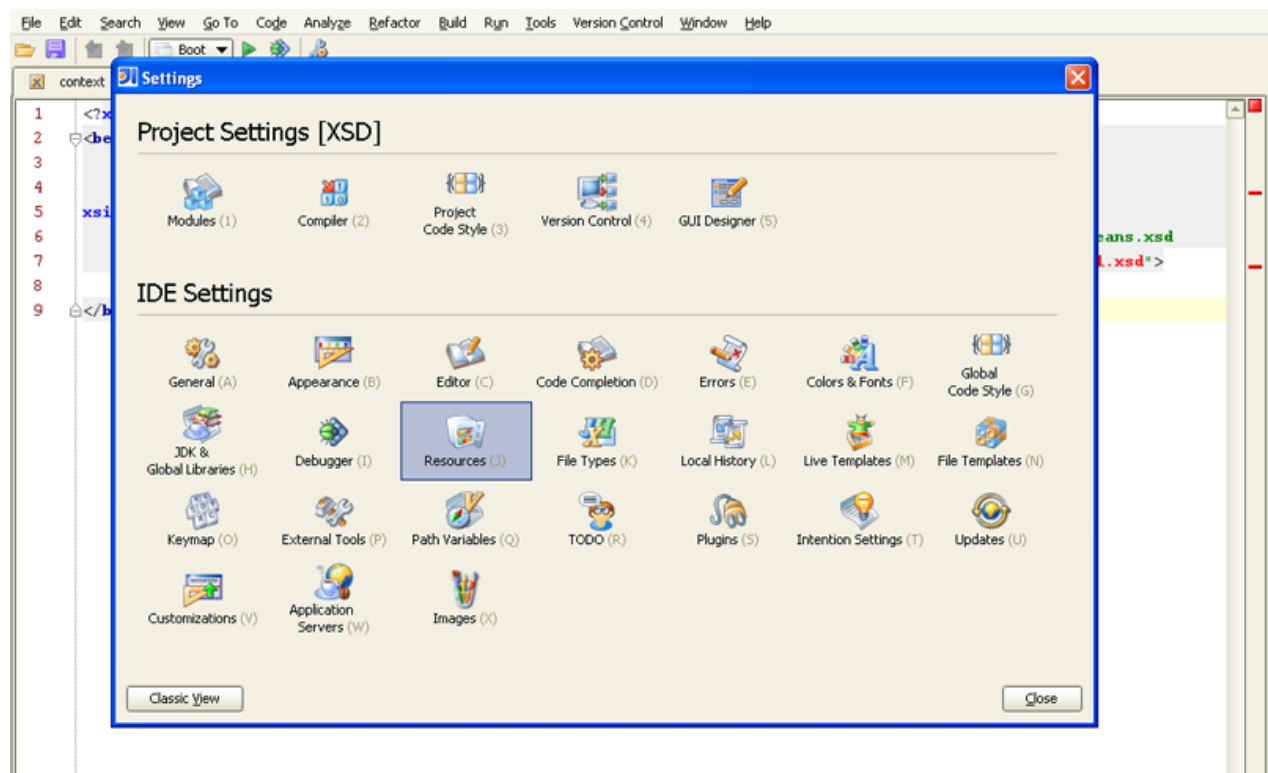 File Edit Search View Go To Code Analyze Refactor Build Run Tools Version Control Window Help
Boot
context
Settings
1 <?x
2 <be
3
4
5 xsi
6 eans.xsd
7 l.xsd">
8
9 </b
Project Settings [XSD]
Modules (1) Compiler (2) Project Code Style (3) Version Control (4) GUI Designer (5)
IDE Settings
General (A) Appearance (B) Editor (C) Code Completion (D) Errors (E) Colors & Fonts (F) Global Code Style (G)
JDK & Global Libraries (H) Debugger (I) Resources (J) File Types (K) Local History (L) Live Templates (M) File Templates (N)
Keymap (O) External Tools (P) Path Variables (Q) TODO (R) Plugins (S) Intention Settings (T) Updates (U)
Customizations (V) Application Servers (W) Images (X)
Classic View Close